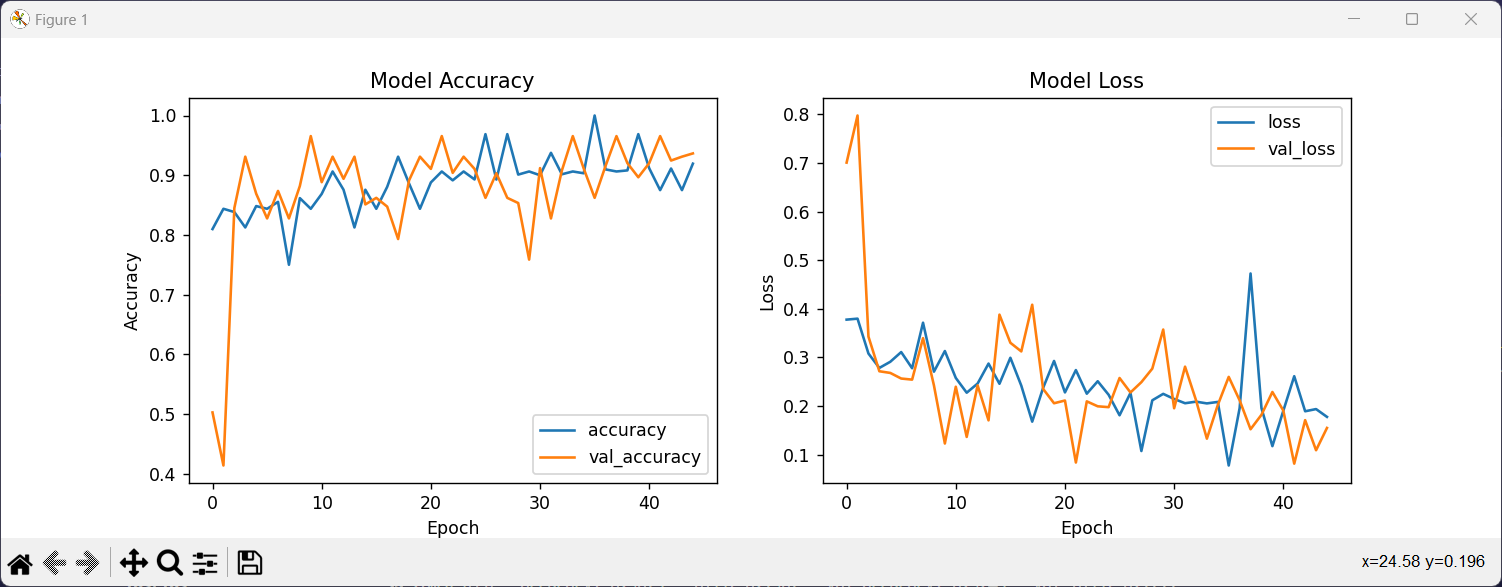 Figure 1
Model Accuracy
1.0
0.9
0.8
0.7
0.6
0.5
0.4
Accuracy
0 10 20 30 40
Epoch
accuracy
val_accuracy
Model Loss
0.8
0.7
0.6
0.5
0.4
0.3
0.2
0.1
Loss
0 10 20 30 40
Epoch
loss
val_loss
x=24.58 y=0.196